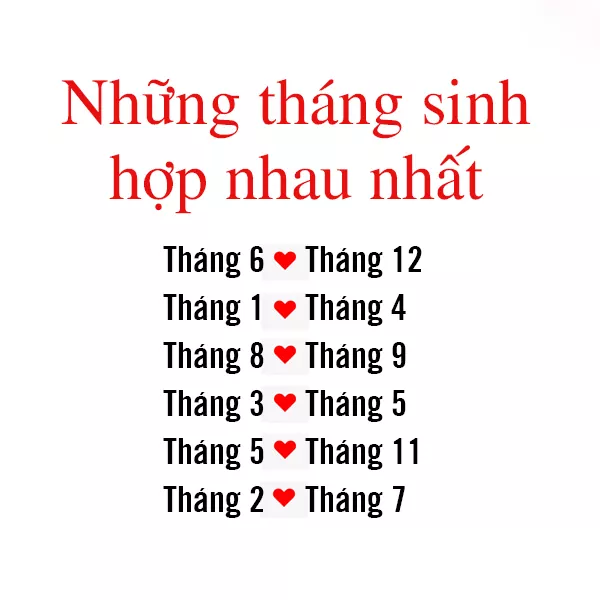 Những tháng sinh
hợp nhau nhất
Tháng 6 ❤ Tháng 12
Tháng 1 ❤ Tháng 4
Tháng 8 ❤ Tháng 9
Tháng 3 ❤ Tháng 5
Tháng 5 ❤ Tháng 11
Tháng 2 ❤ Tháng 7